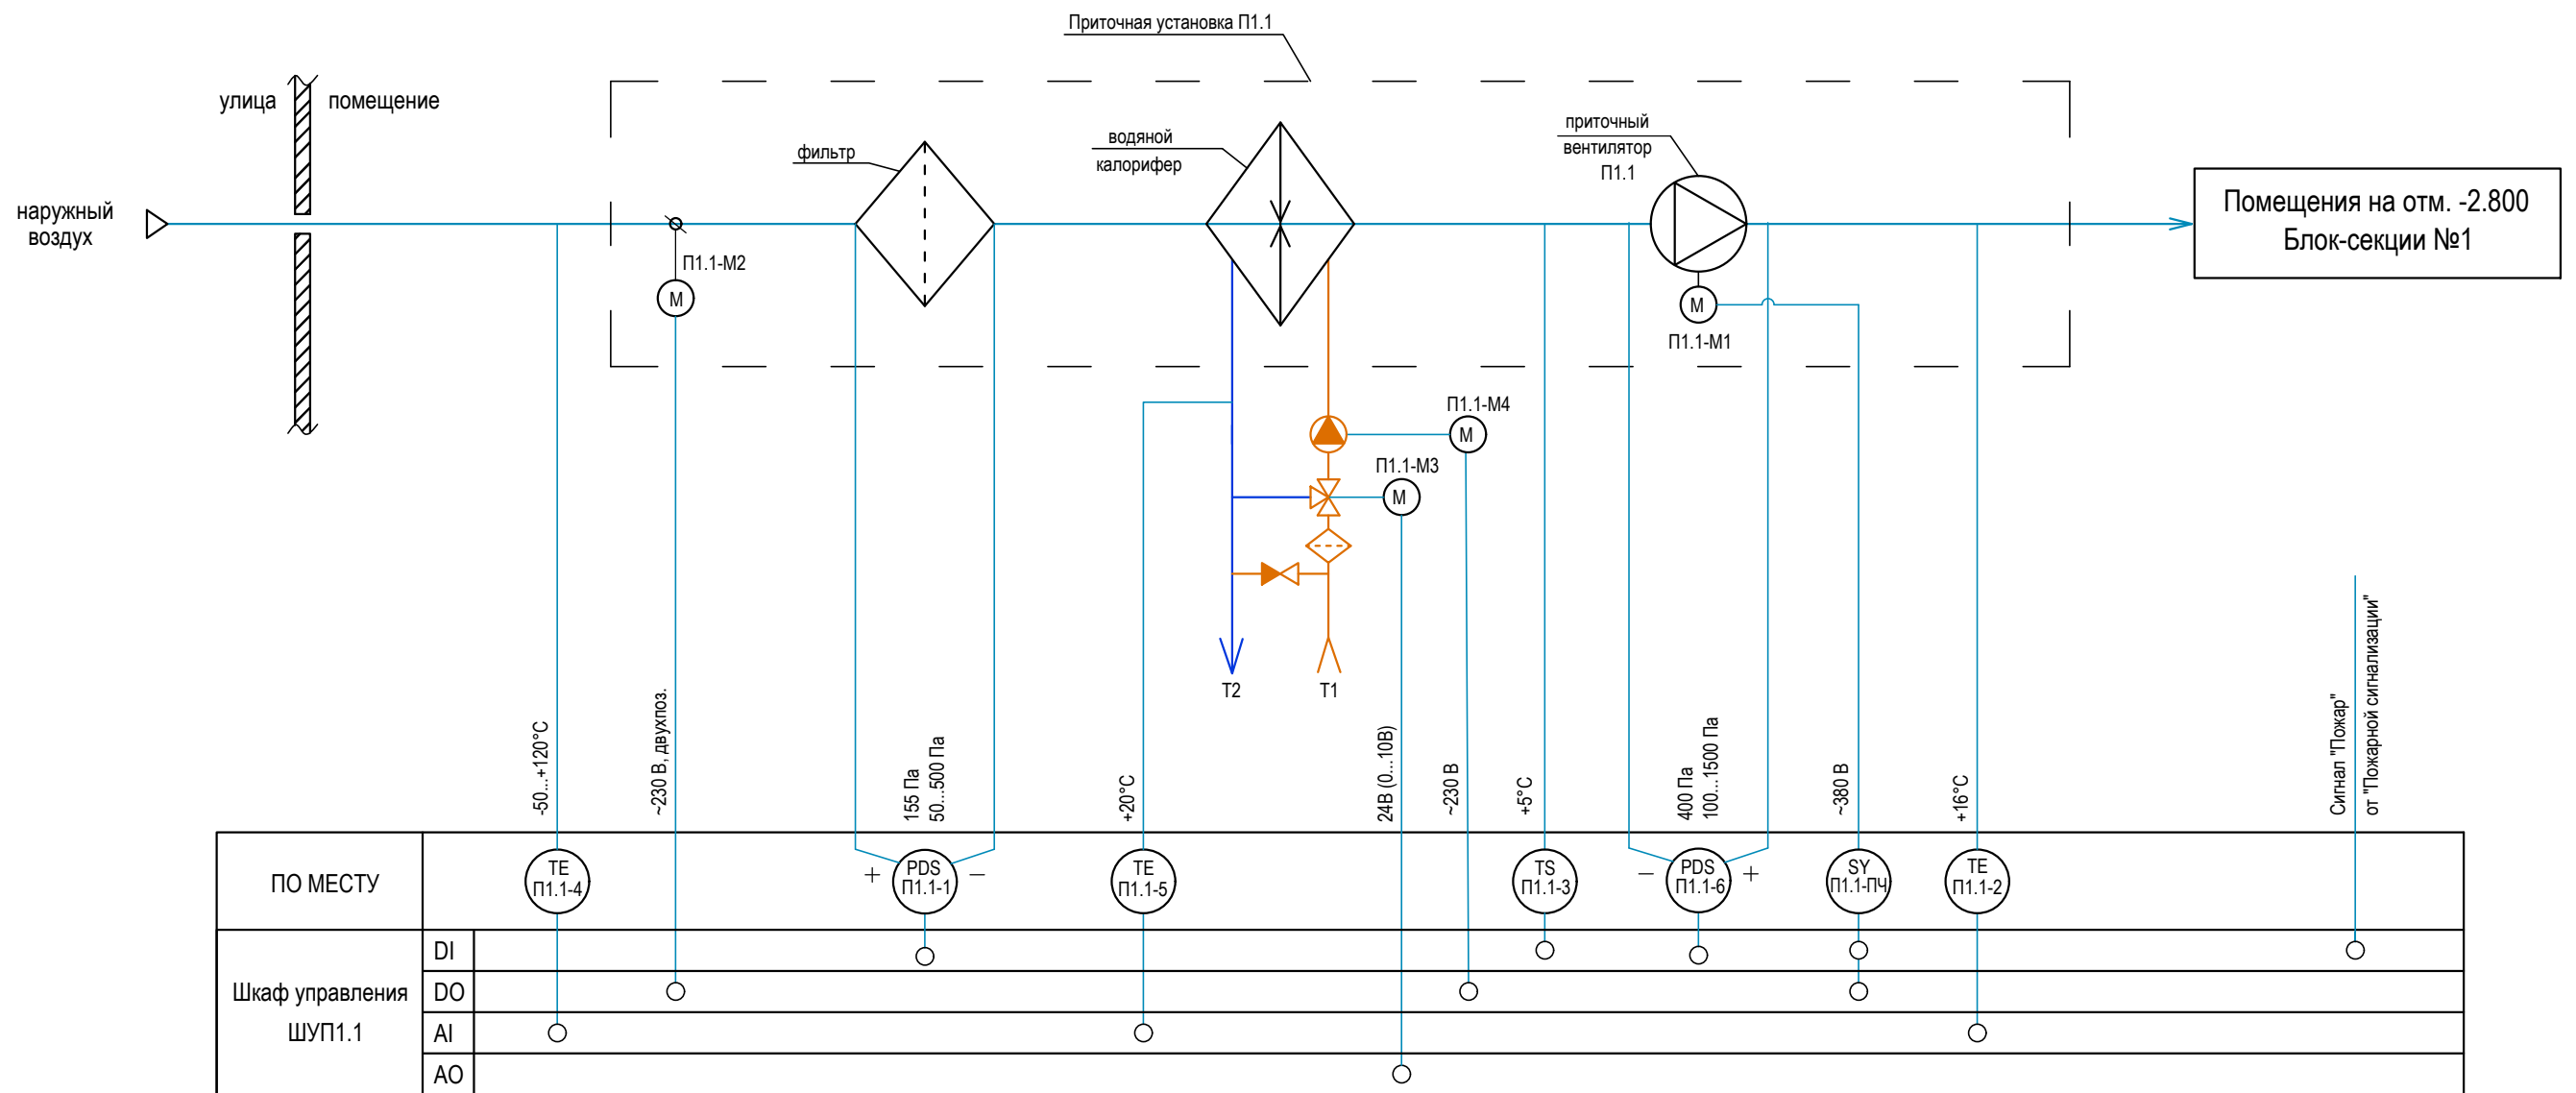 Приточная установка П1.1
улица
помещение
наружный
воздух
фильтр
водяной
калорифер
приточный
вентилятор
П1.1
Помещения на отм. -2.800
Блок-секции №1
П1.1-М2
М
М
П1.1-М1
П1.1-М4
М
П1.1-М3
М
Т2
Т1
-50...+120°С
~230 В, двухпоз.
155 Па
50...500 Па
+20°С
24В (0...10В)
~230 В
+5°С
400 Па
100...1500 Па
~380 В
+16°С
Сигнал "Пожар"
от "Пожарной сигнализации"
ПО МЕСТУ
TE
П1.1-4
+
PDS
П1.1-1
−
TE
П1.1-5
TS
П1.1-3
−
PDS
П1.1-6
+
SY
П1.1-ПЧ
TE
П1.1-2
Шкаф управления
ШУП1.1
DI
DO
AI
AO